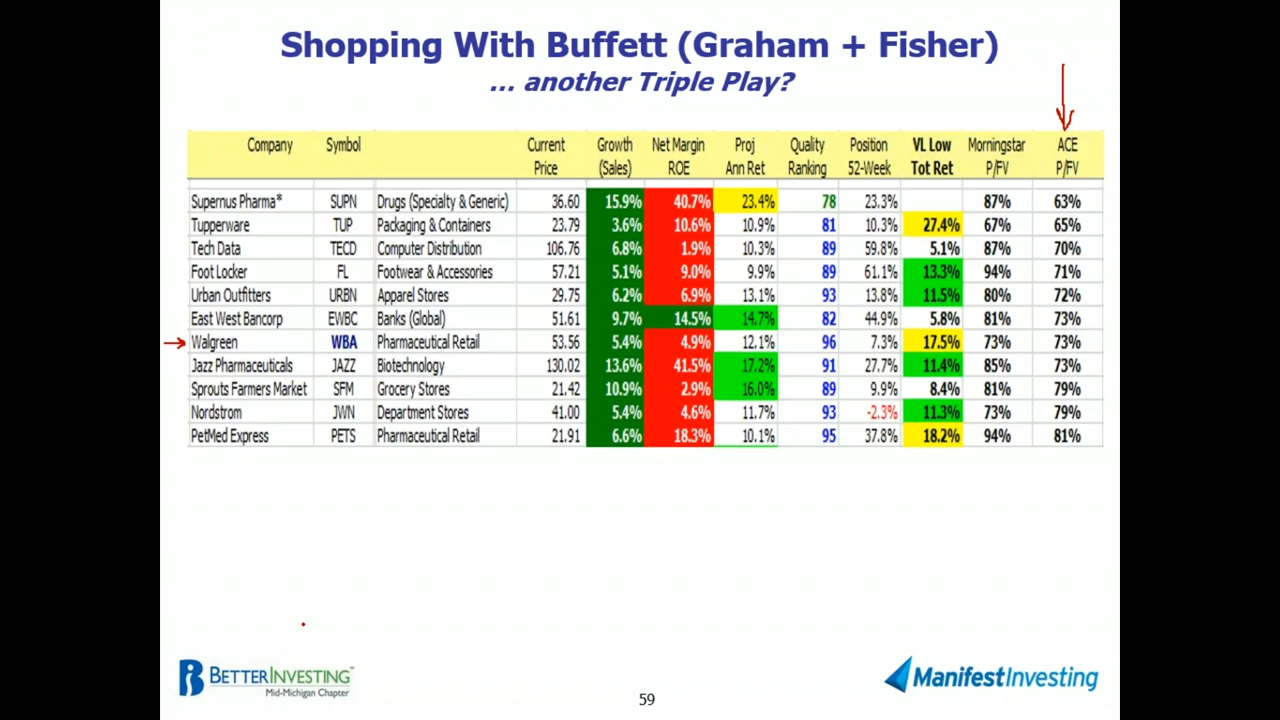 Shopping With Buffett (Graham + Fisher)
... another Triple Play?
Company Symbol Current Price Growth (Sales) Net Margin ROE Proj Ann Ret Quality Ranking Position 52-Week VL Low Tot Ret Morningstar P/FV ACE P/FV
Supernus Pharma* SUPN Drugs (Specialty & Generic) 36.60 15.9% 40.7% 23.4% 78 23.3% 87% 63%
Tupperware TUP Packaging & Containers 23.79 3.6% 10.6% 10.9% 81 10.3% 27.4% 67% 65%
Tech Data TECD Computer Distribution 106.76 6.8% 1.9% 10.3% 89 59.8% 5.1% 87% 70%
Foot Locker FL Footwear & Accessories 57.21 5.1% 9.0% 9.9% 89 61.1% 13.3% 94% 71%
Urban Outfitters URBN Apparel Stores 29.75 6.2% 6.9% 13.1% 93 13.8% 11.5% 80% 72%
East West Bancorp EWBC Banks (Global) 51.61 9.7% 14.5% 14.7% 82 44.9% 5.8% 81% 73%
Walgreen WBA Pharmaceutical Retail 53.56 5.4% 4.9% 12.1% 96 7.3% 17.5% 73% 73%
Jazz Pharmaceuticals JAZZ Biotechnology 130.02 13.6% 41.5% 17.2% 91 27.7% 11.4% 85% 73%
Sprouts Farmers Market SFM Grocery Stores 21.42 10.9% 2.9% 16.0% 89 9.9% 8.4% 81% 79%
Nordstrom JWN Department Stores 41.00 5.4% 4.6% 11.7% 93 -2.3% 11.3% 73% 79%
PetMed Express PETS Pharmaceutical Retail 21.91 6.6% 18.3% 10.1% 95 37.8% 18.2% 94% 81%
BETTERINVESTING™
Mid-Michigan Chapter
59
ManifestInvesting